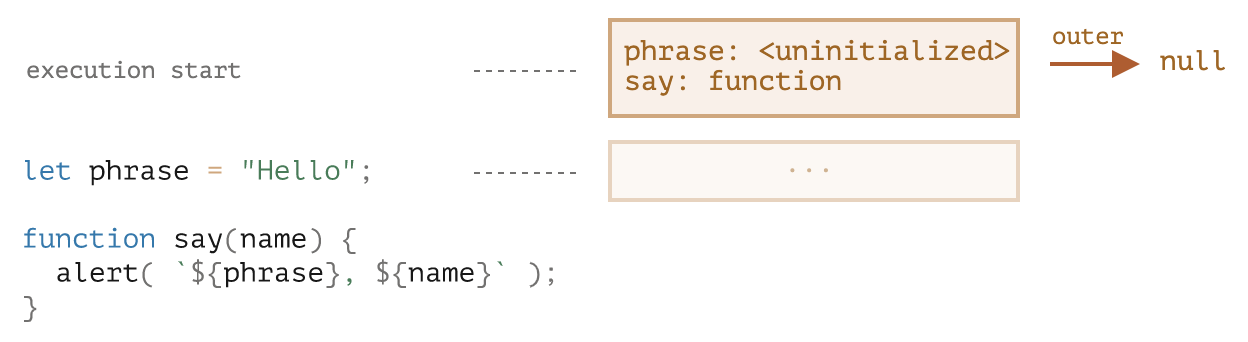 execution start
phrase: <uninitialized>
say: function
outer
null
let phrase = "Hello";
...
function say(name) {
  alert( `${phrase}, ${name}` );
}